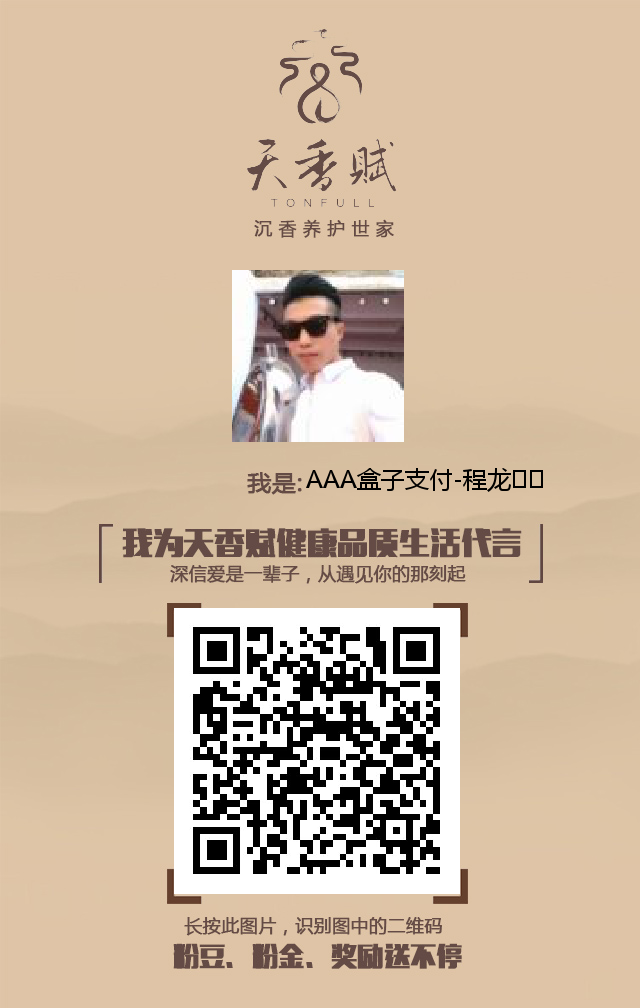 天香赋
TONFULL
沉香养护世家
我是:AAA盒子支付-程龙
我为天香赋健康品质生活代言
深信爱是一辈子，从遇见你的那刻起
长按此图片，识别图中的二维码
粉豆、粉金、奖励送不停